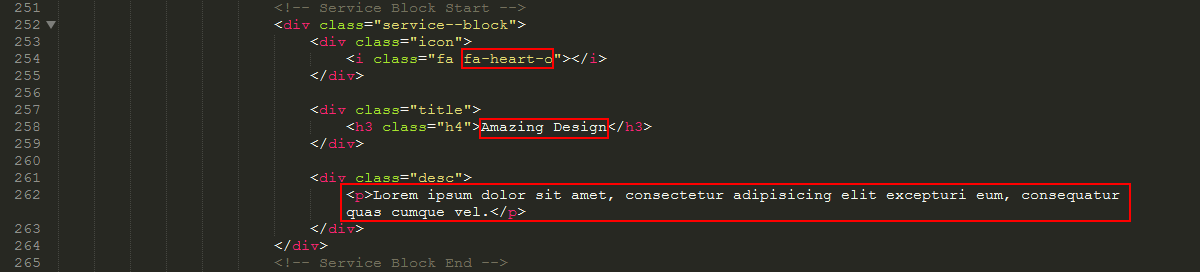 251 <!-- Service Block Start -->
252 <div class="service--block">
253 <div class="icon">
254 <i class="fa fa-heart-o"></i>
255 </div>
256
257 <div class="title">
258 <h3 class="h4">Amazing Design</h3>
259 </div>
260
261 <div class="desc">
262 <p>Lorem ipsum dolor sit amet, consectetur adipisicing elit excepturi eum, consequatur
quas cumque vel.</p>
263 </div>
264 </div>
265 <!-- Service Block End -->